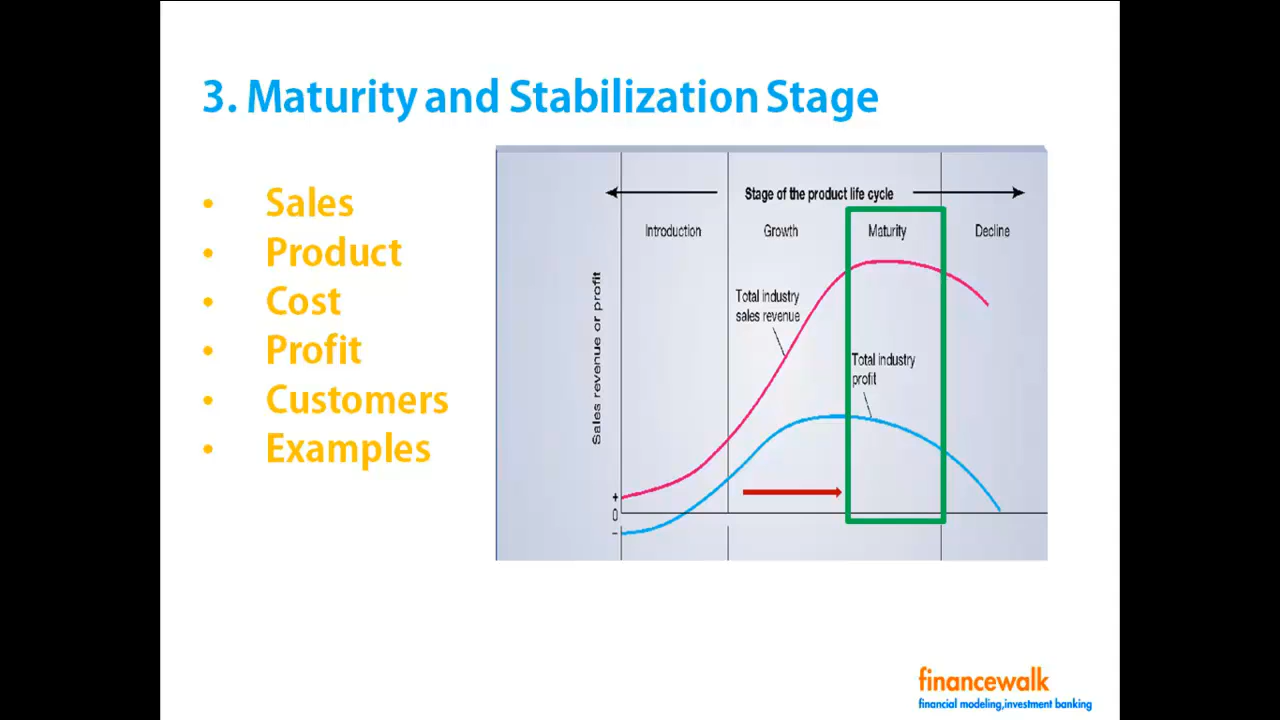 3. Maturity and Stabilization Stage
• Sales
• Product
• Cost
• Profit
• Customers
• Examples
Stage of the product life cycle
Introduction Growth Maturity Decline
Sales revenue or profit
Total industry
sales revenue
Total industry
profit
+
0
−
financewalk
financial modeling,investment banking